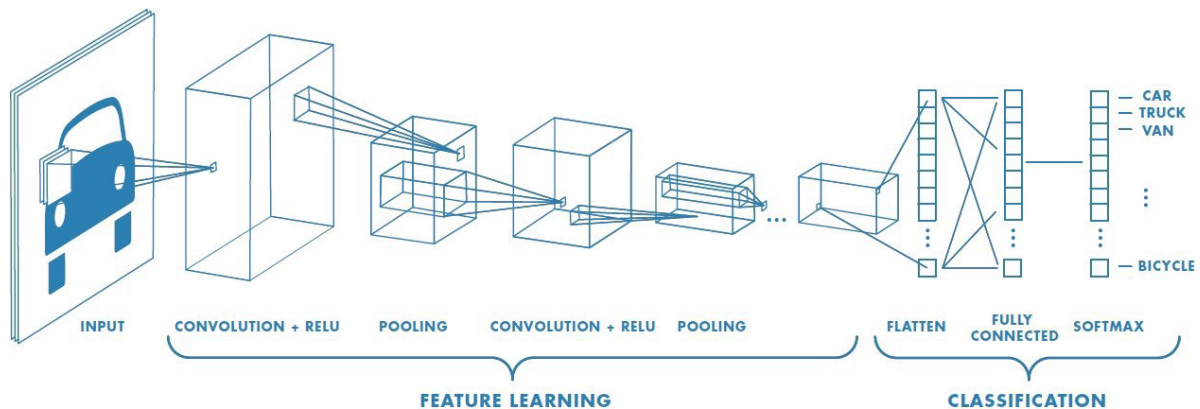 CAR
TRUCK
VAN
BICYCLE
INPUT
CONVOLUTION + RELU
POOLING
CONVOLUTION + RELU
POOLING
FLATTEN
FULLY
CONNECTED
SOFTMAX
FEATURE LEARNING
CLASSIFICATION